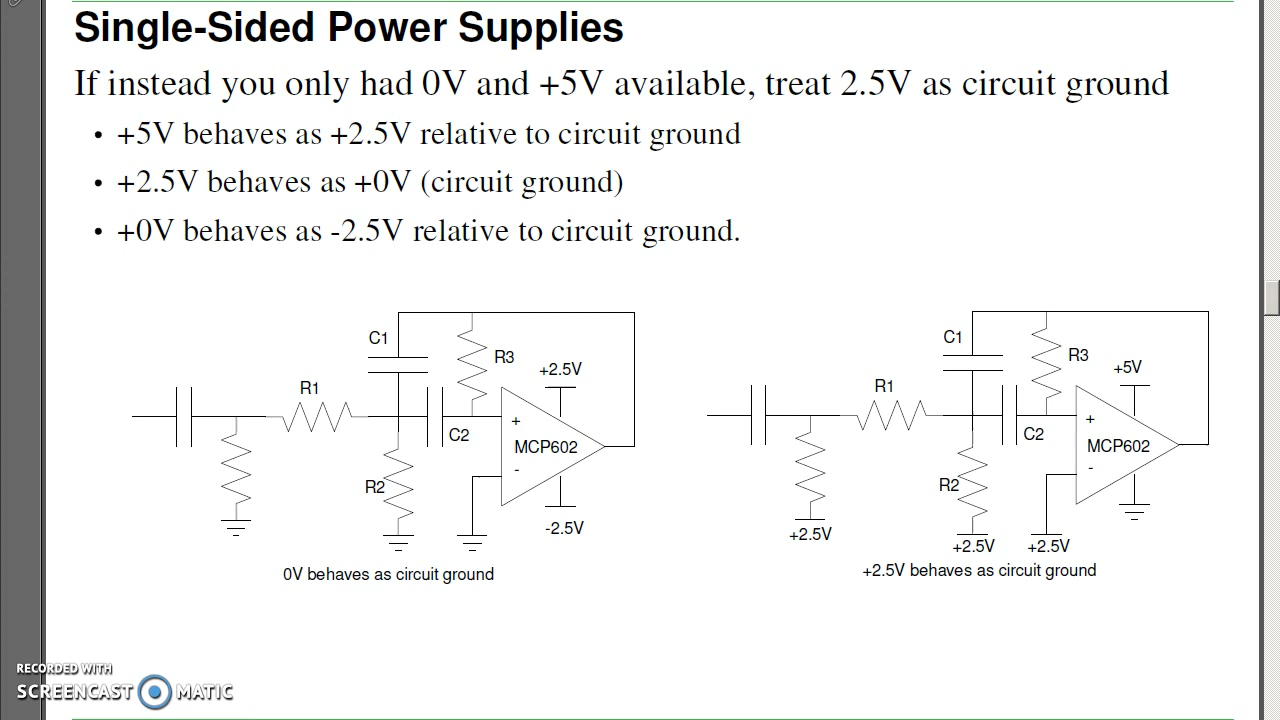 Single-Sided Power Supplies
If instead you only had 0V and +5V available, treat 2.5V as circuit ground
• +5V behaves as +2.5V relative to circuit ground
• +2.5V behaves as +0V (circuit ground)
• +0V behaves as -2.5V relative to circuit ground.
C1
R3
+2.5V
R1
+
C2
MCP602
-
R2
-2.5V
0V behaves as circuit ground
C1
R3
+5V
R1
+
C2
MCP602
-
R2
+2.5V
+2.5V
+2.5V
+2.5V behaves as circuit ground
RECORDED WITH
SCREENCAST MATIC